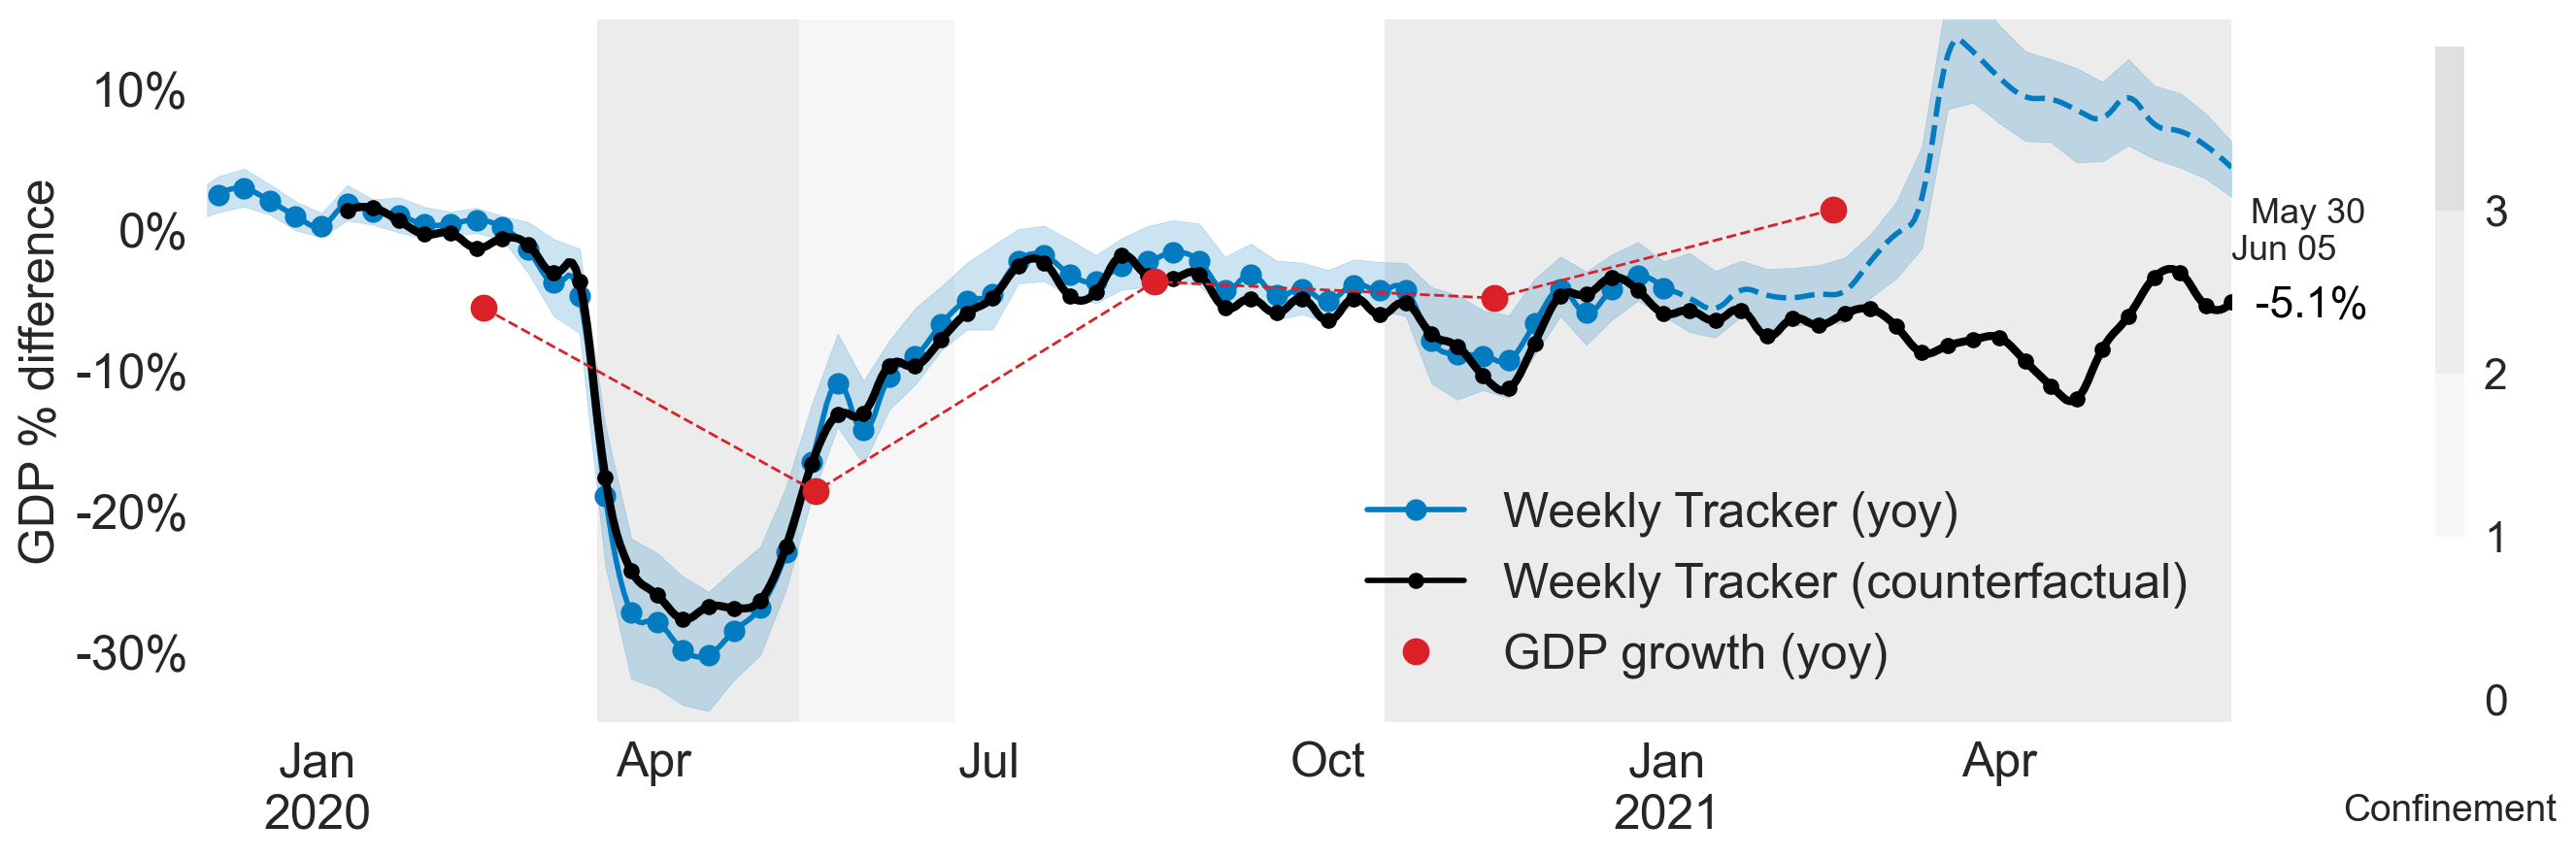 GDP % difference
10%
0%
-10%
-20%
-30%
Jan
2020
Apr
Jul
Oct
Jan
2021
Apr
Weekly Tracker (yoy)
Weekly Tracker (counterfactual)
GDP growth (yoy)
May 30
Jun 05
-5.1%
3
2
1
0
Confinement